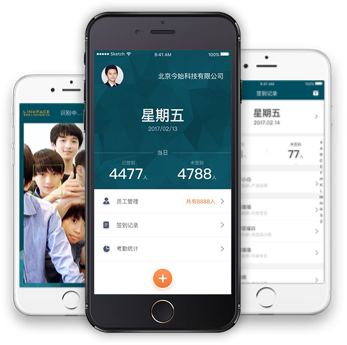 LINKFACE
识别中...
Sketch
9:41 AM
100%
北京今始科技有限公司
星期五
2017/02/13
当日
已签到
未签到
4477人
4788人
员工管理
共有8888人
签到记录
考勤统计
9:41 AM
签到记录
星期五
2017.02.14
未签到
77人